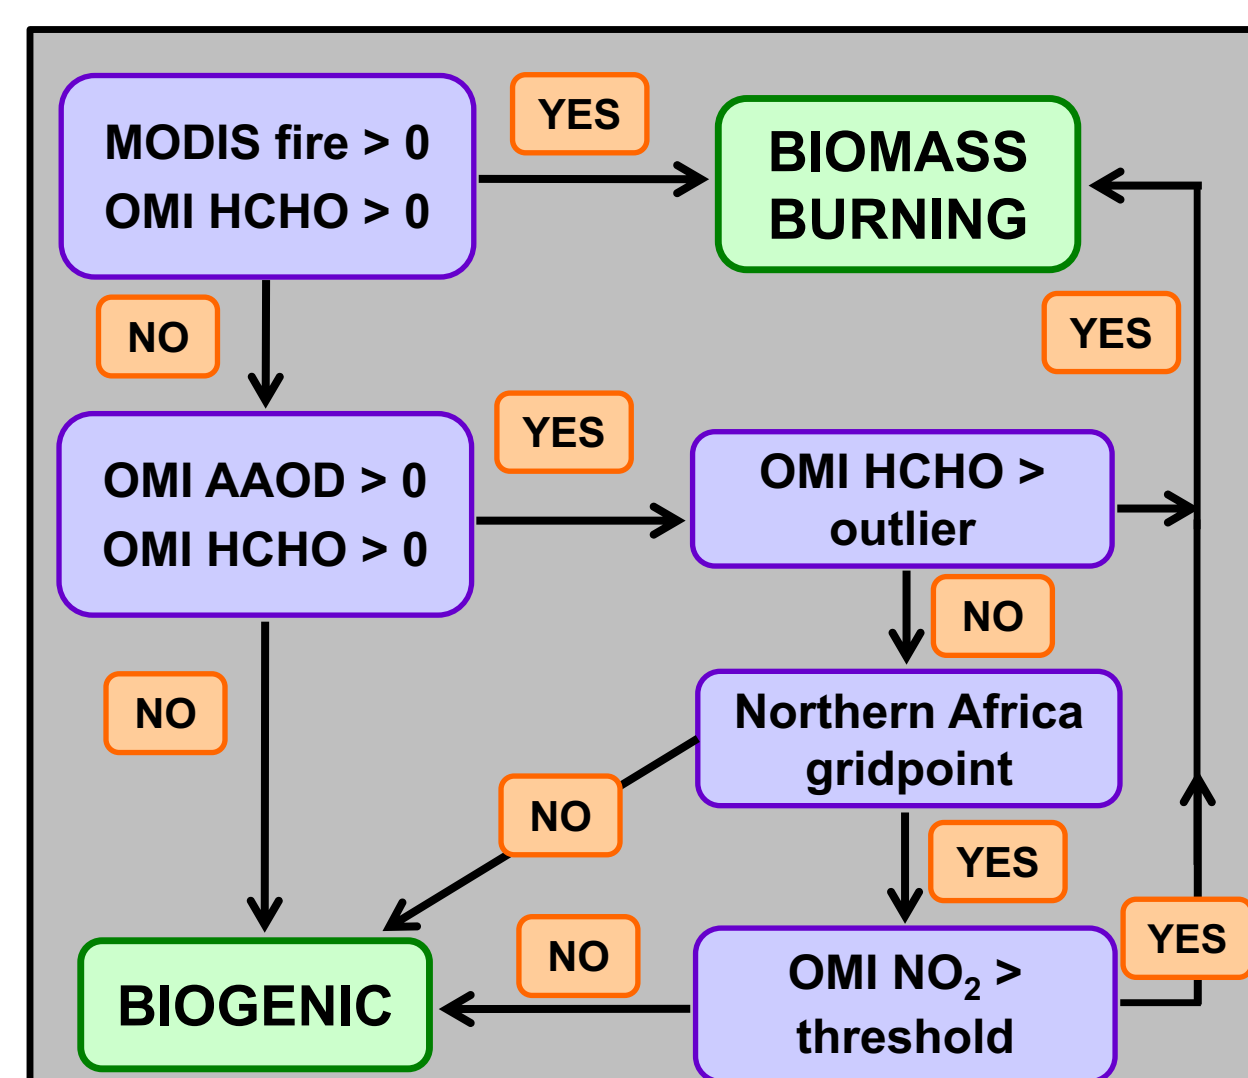 MODIS fire > 0
OMI HCHO > 0
YES
BIOMASS
BURNING
NO
YES
OMI AAOD > 0
OMI HCHO > 0
YES
OMI HCHO >
outlier
NO
NO
Northern Africa
gridpoint
NO
YES
BIOGENIC
NO
OMI NO₂ >
threshold
YES